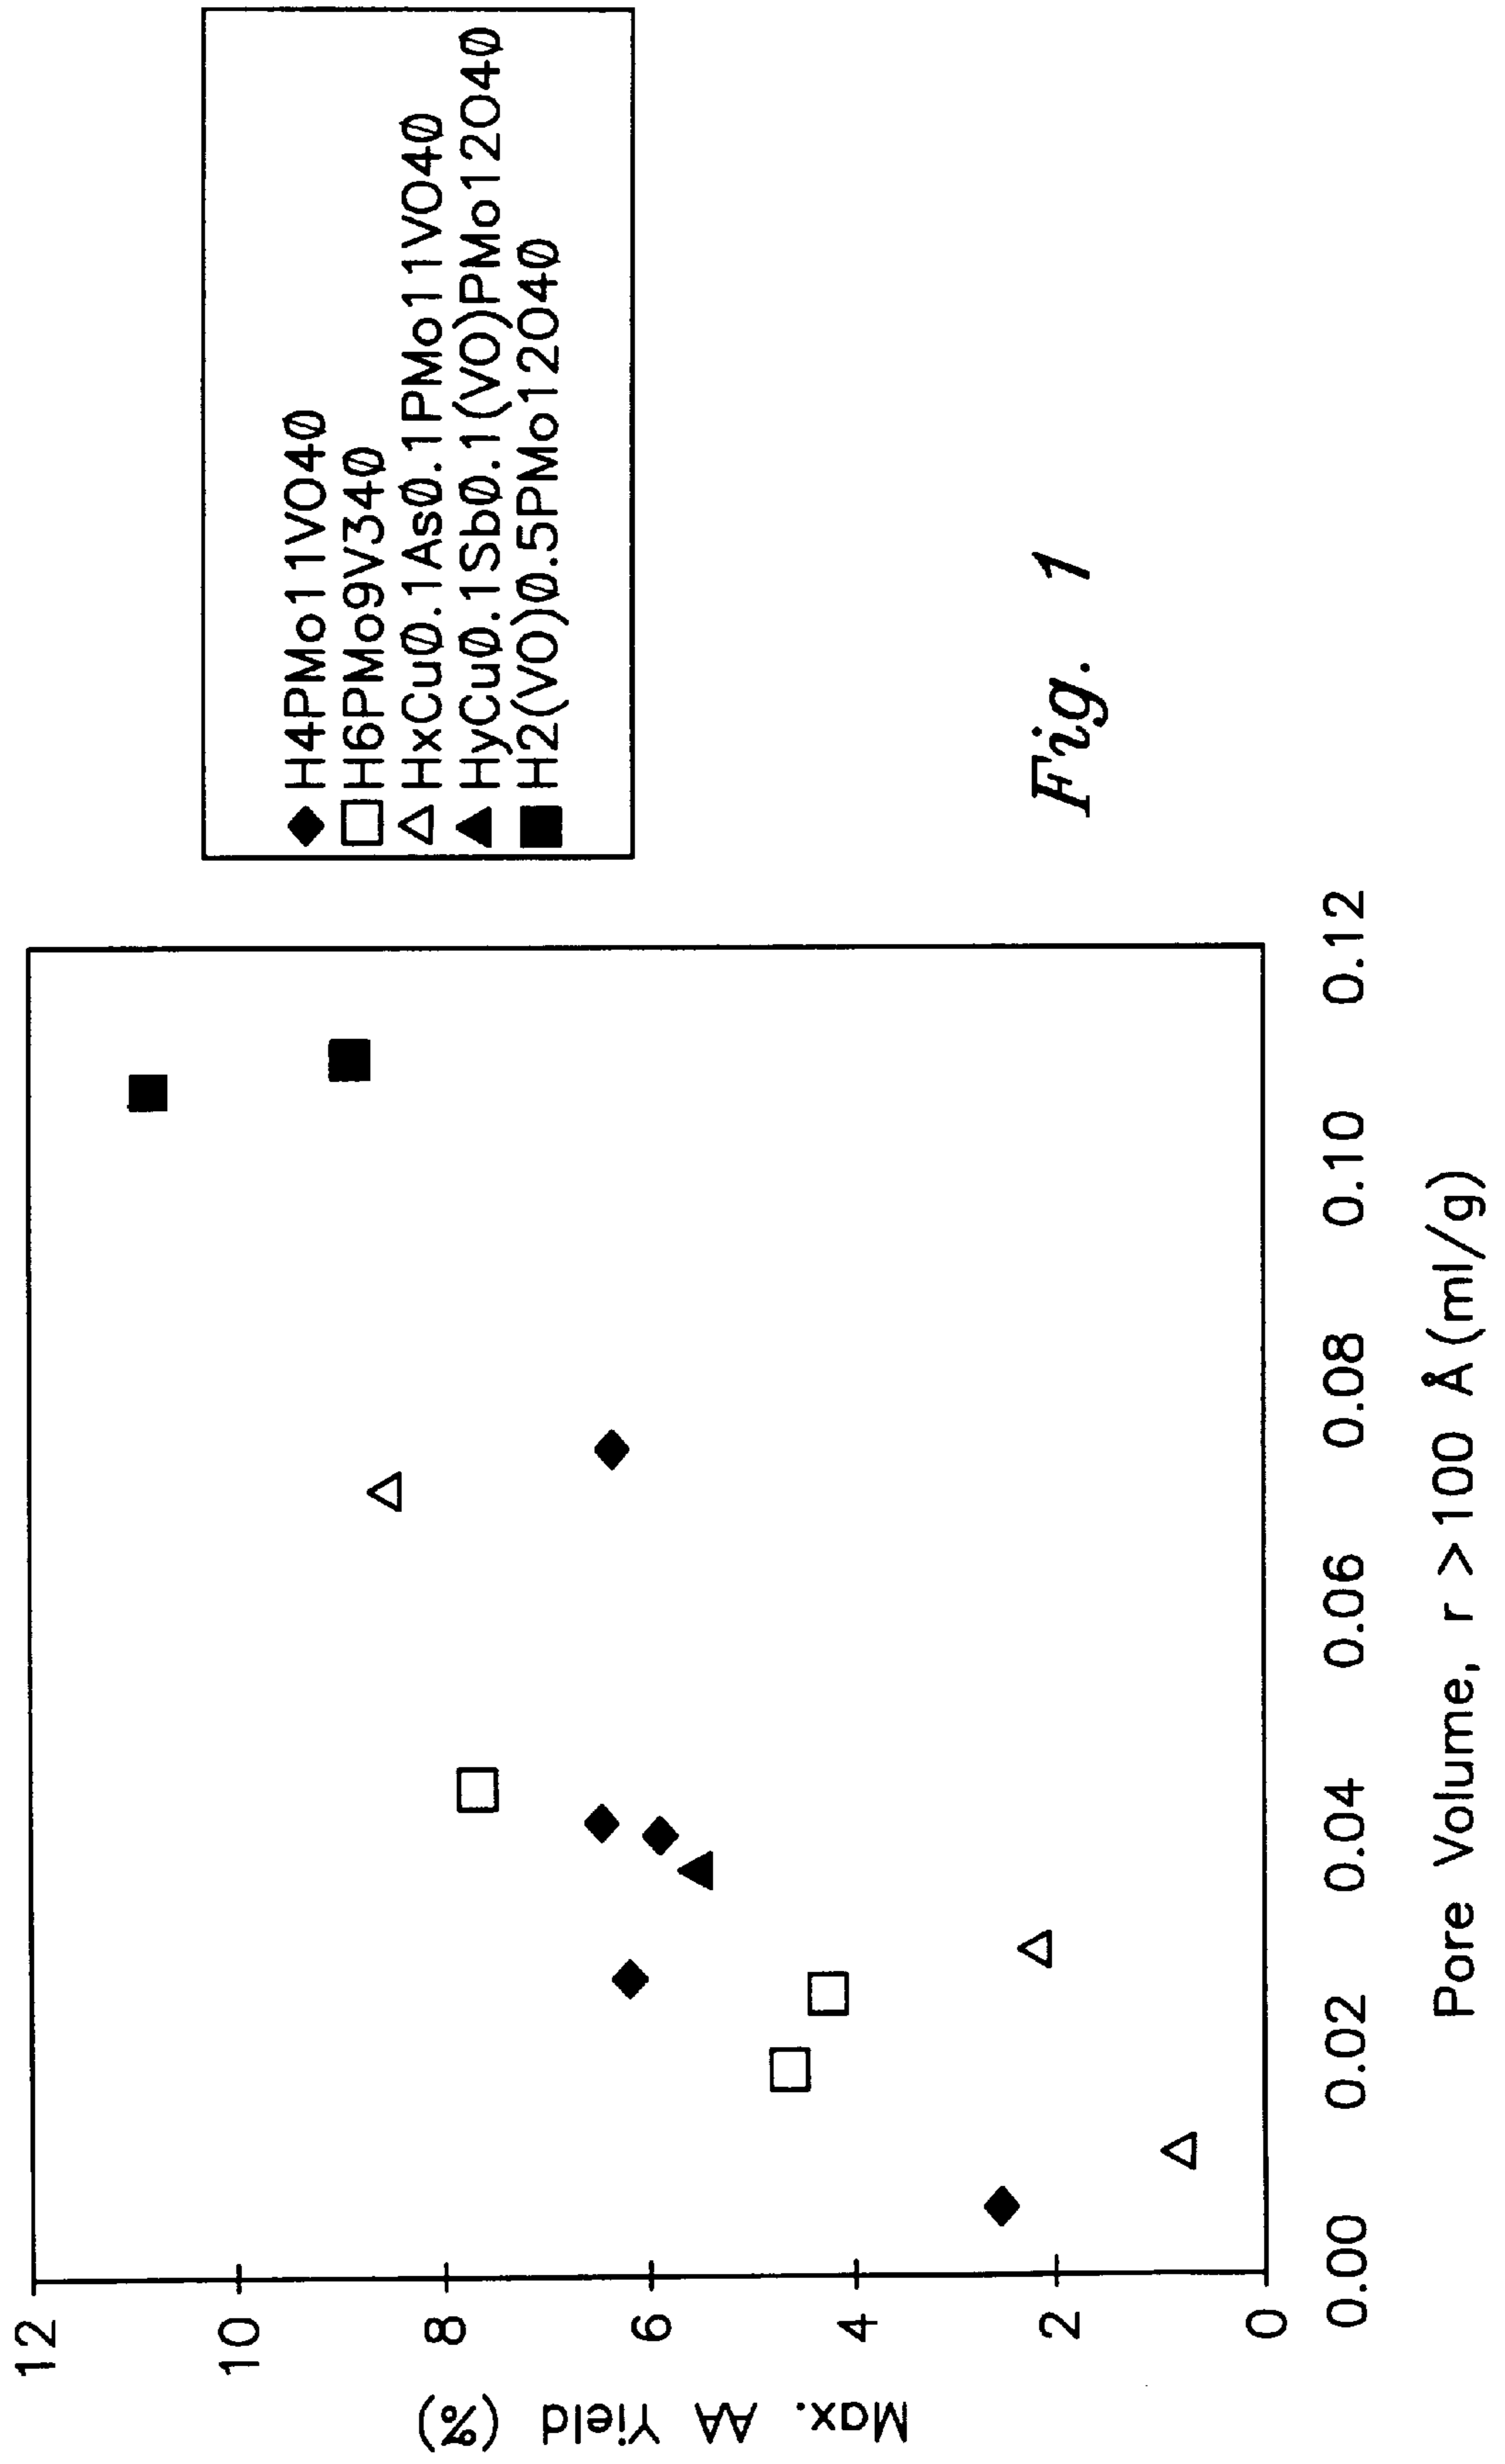 12
10
8
6
4
2
0
Max. AA Yield (%)
0.00 0.02 0.04 0.06 0.08 0.10 0.12
Pore Volume, r >100 Å (ml/g)
H4PMo11VO40
H6PMo9V340
HxCu0.1As0.1PMo11VO40
HyCu0.1Sb0.1(VO)PMo12O40
H2(VO)0.5PMo12O40
Fig. 1